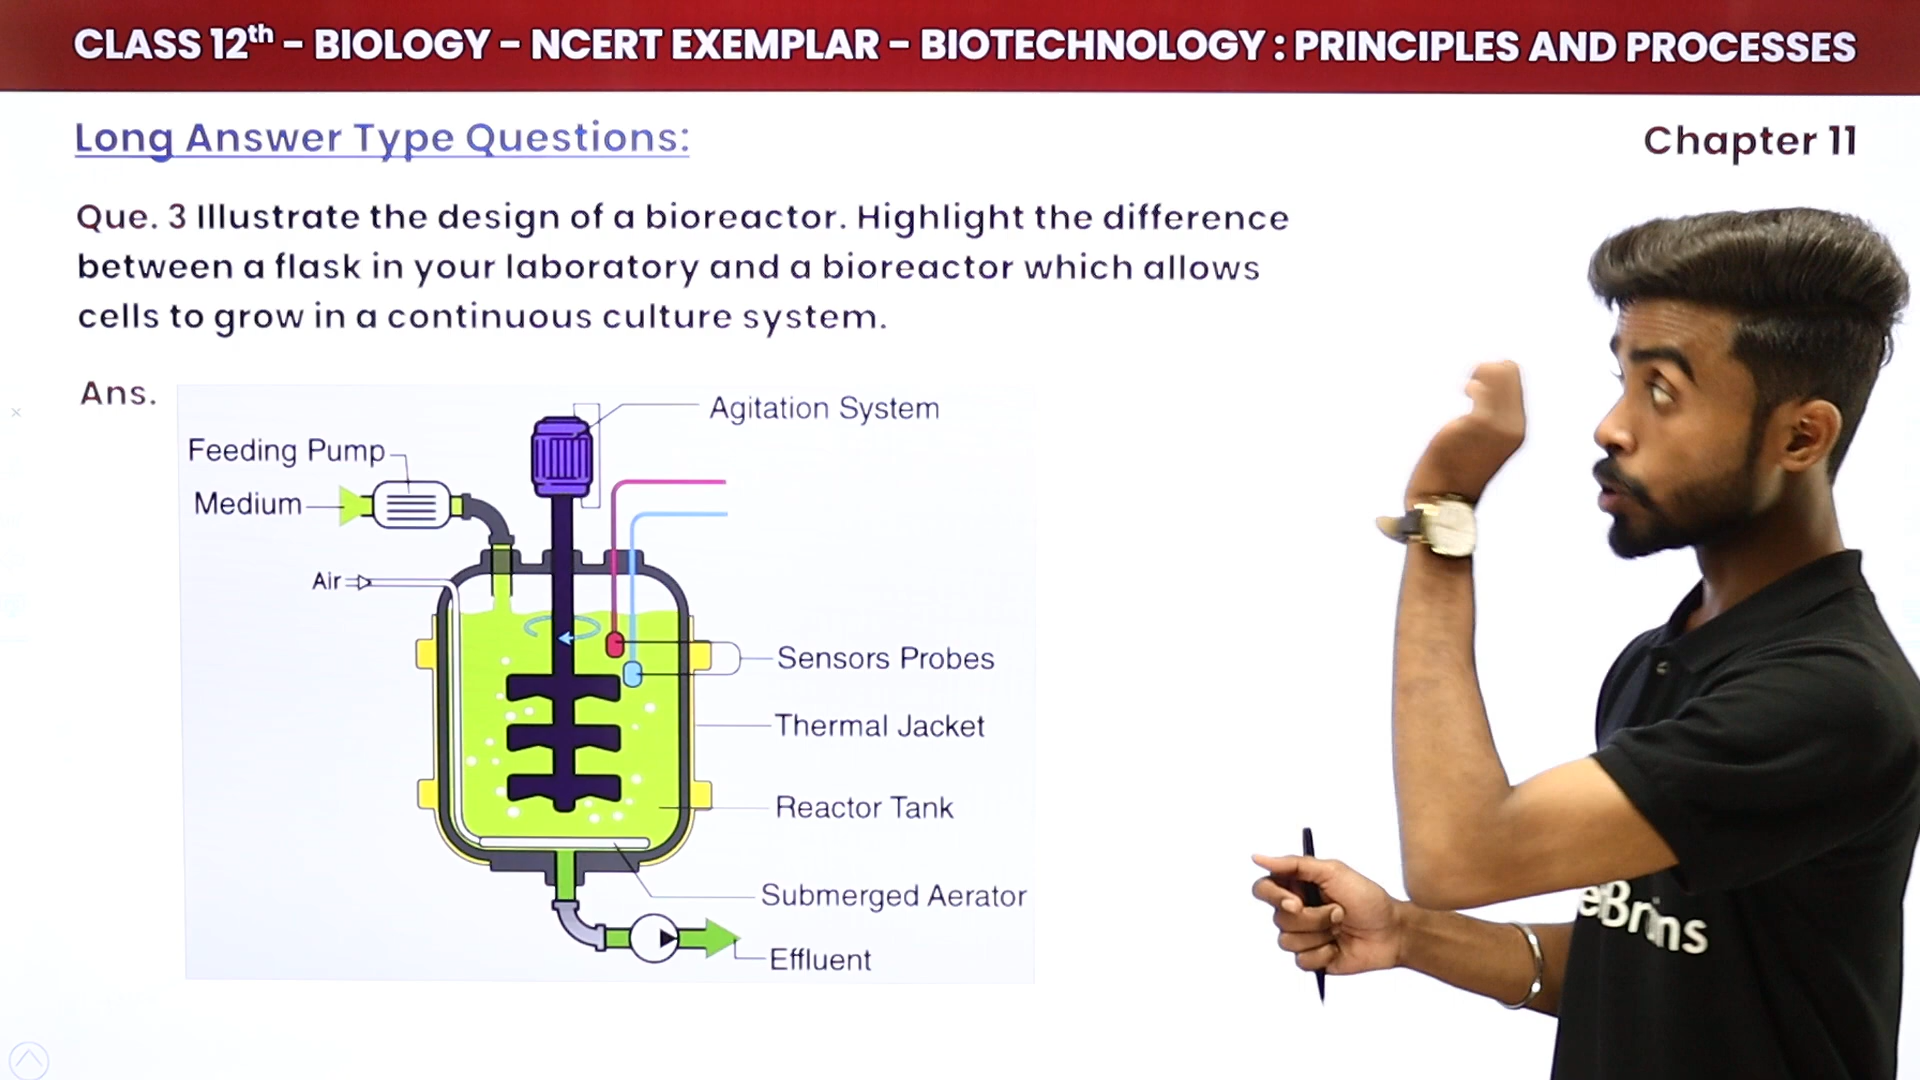 CLASS 12th – BIOLOGY – NCERT EXEMPLAR – BIOTECHNOLOGY : PRINCIPLES AND PROCESSES
Long Answer Type Questions:
Chapter 11
Que. 3 Illustrate the design of a bioreactor. Highlight the difference
between a flask in your laboratory and a bioreactor which allows
cells to grow in a continuous culture system.
Ans.
Agitation System
Feeding Pump
Medium
Air
Sensors Probes
Thermal Jacket
Reactor Tank
Submerged Aerator
Effluent